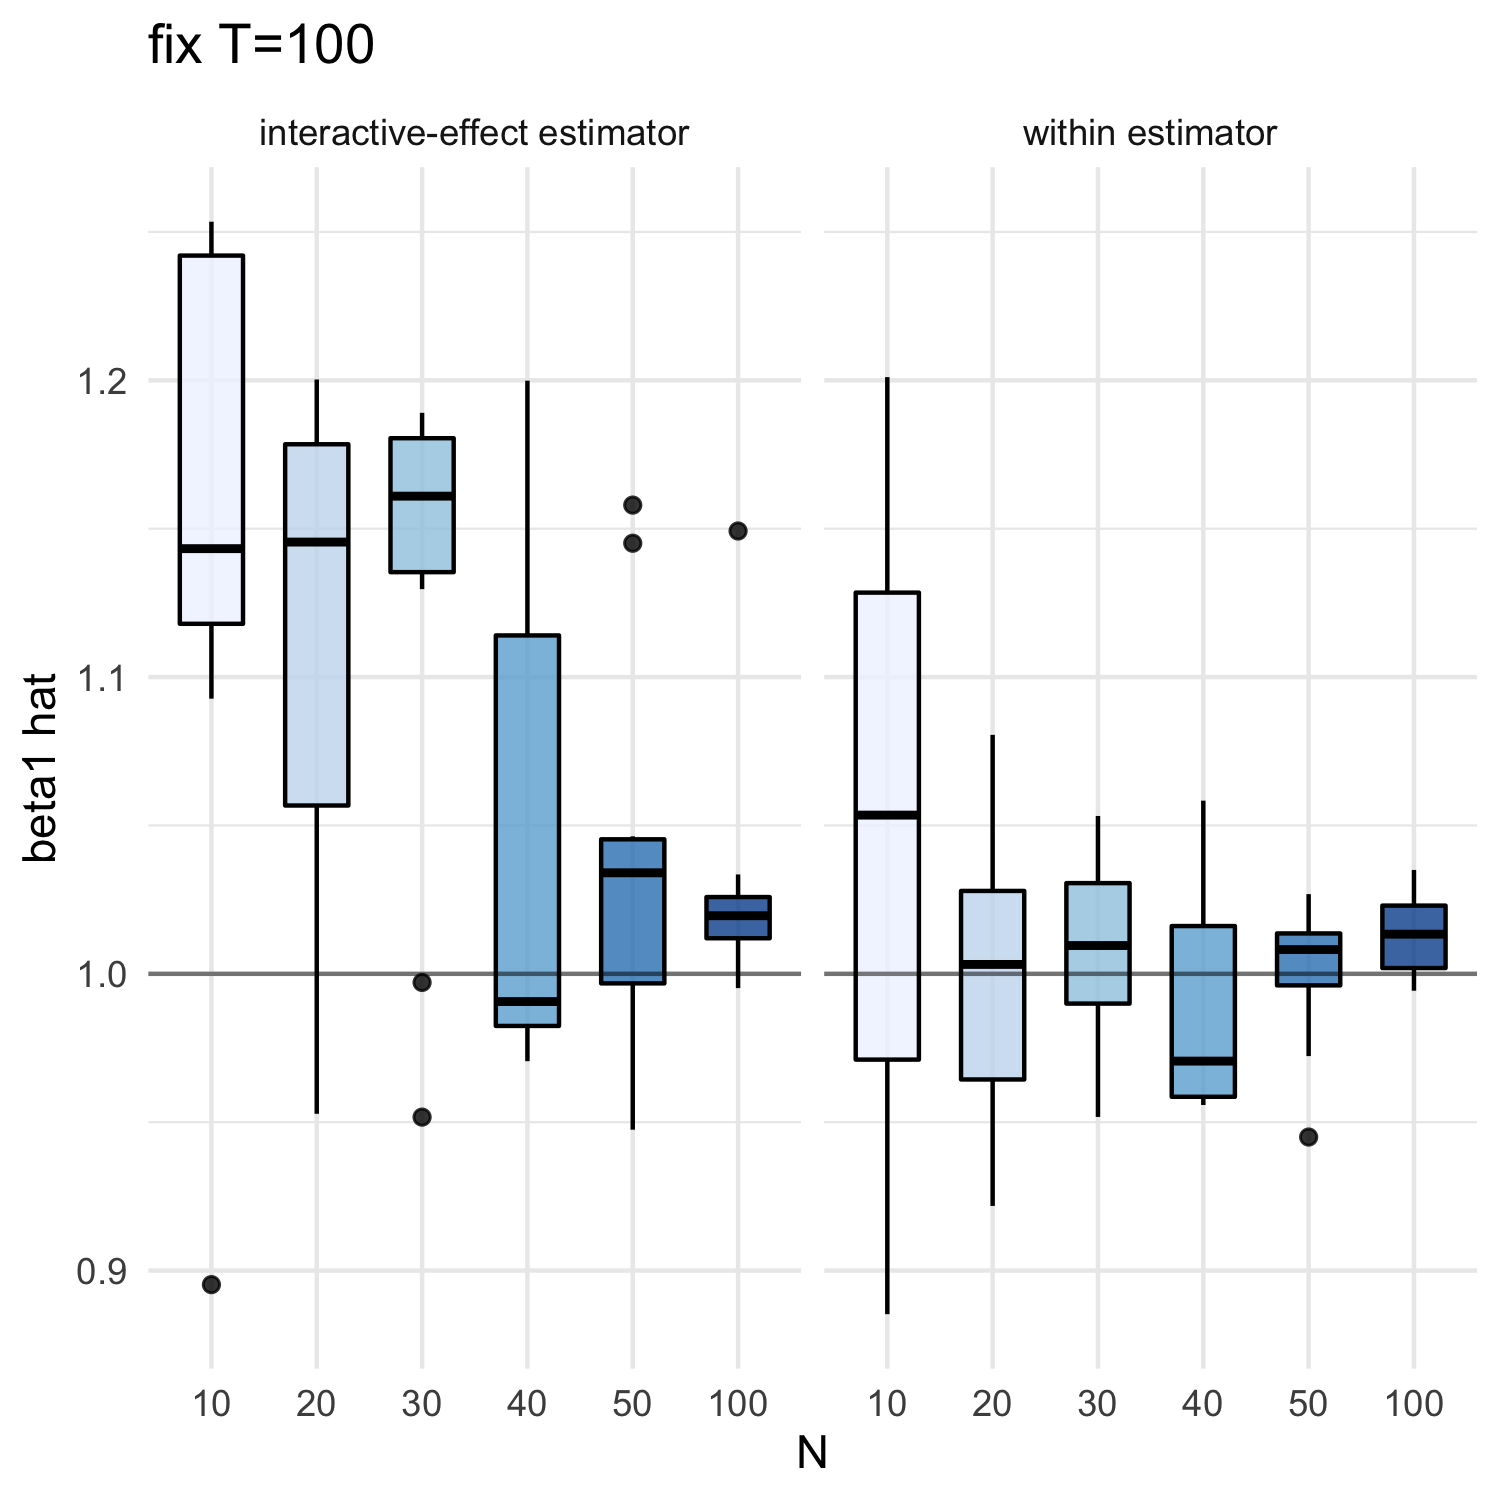 fix T=100
interactive-effect estimator
within estimator
beta1 hat
1.2
1.1
1.0
0.9
10 20 30 40 50 100
10 20 30 40 50 100
N